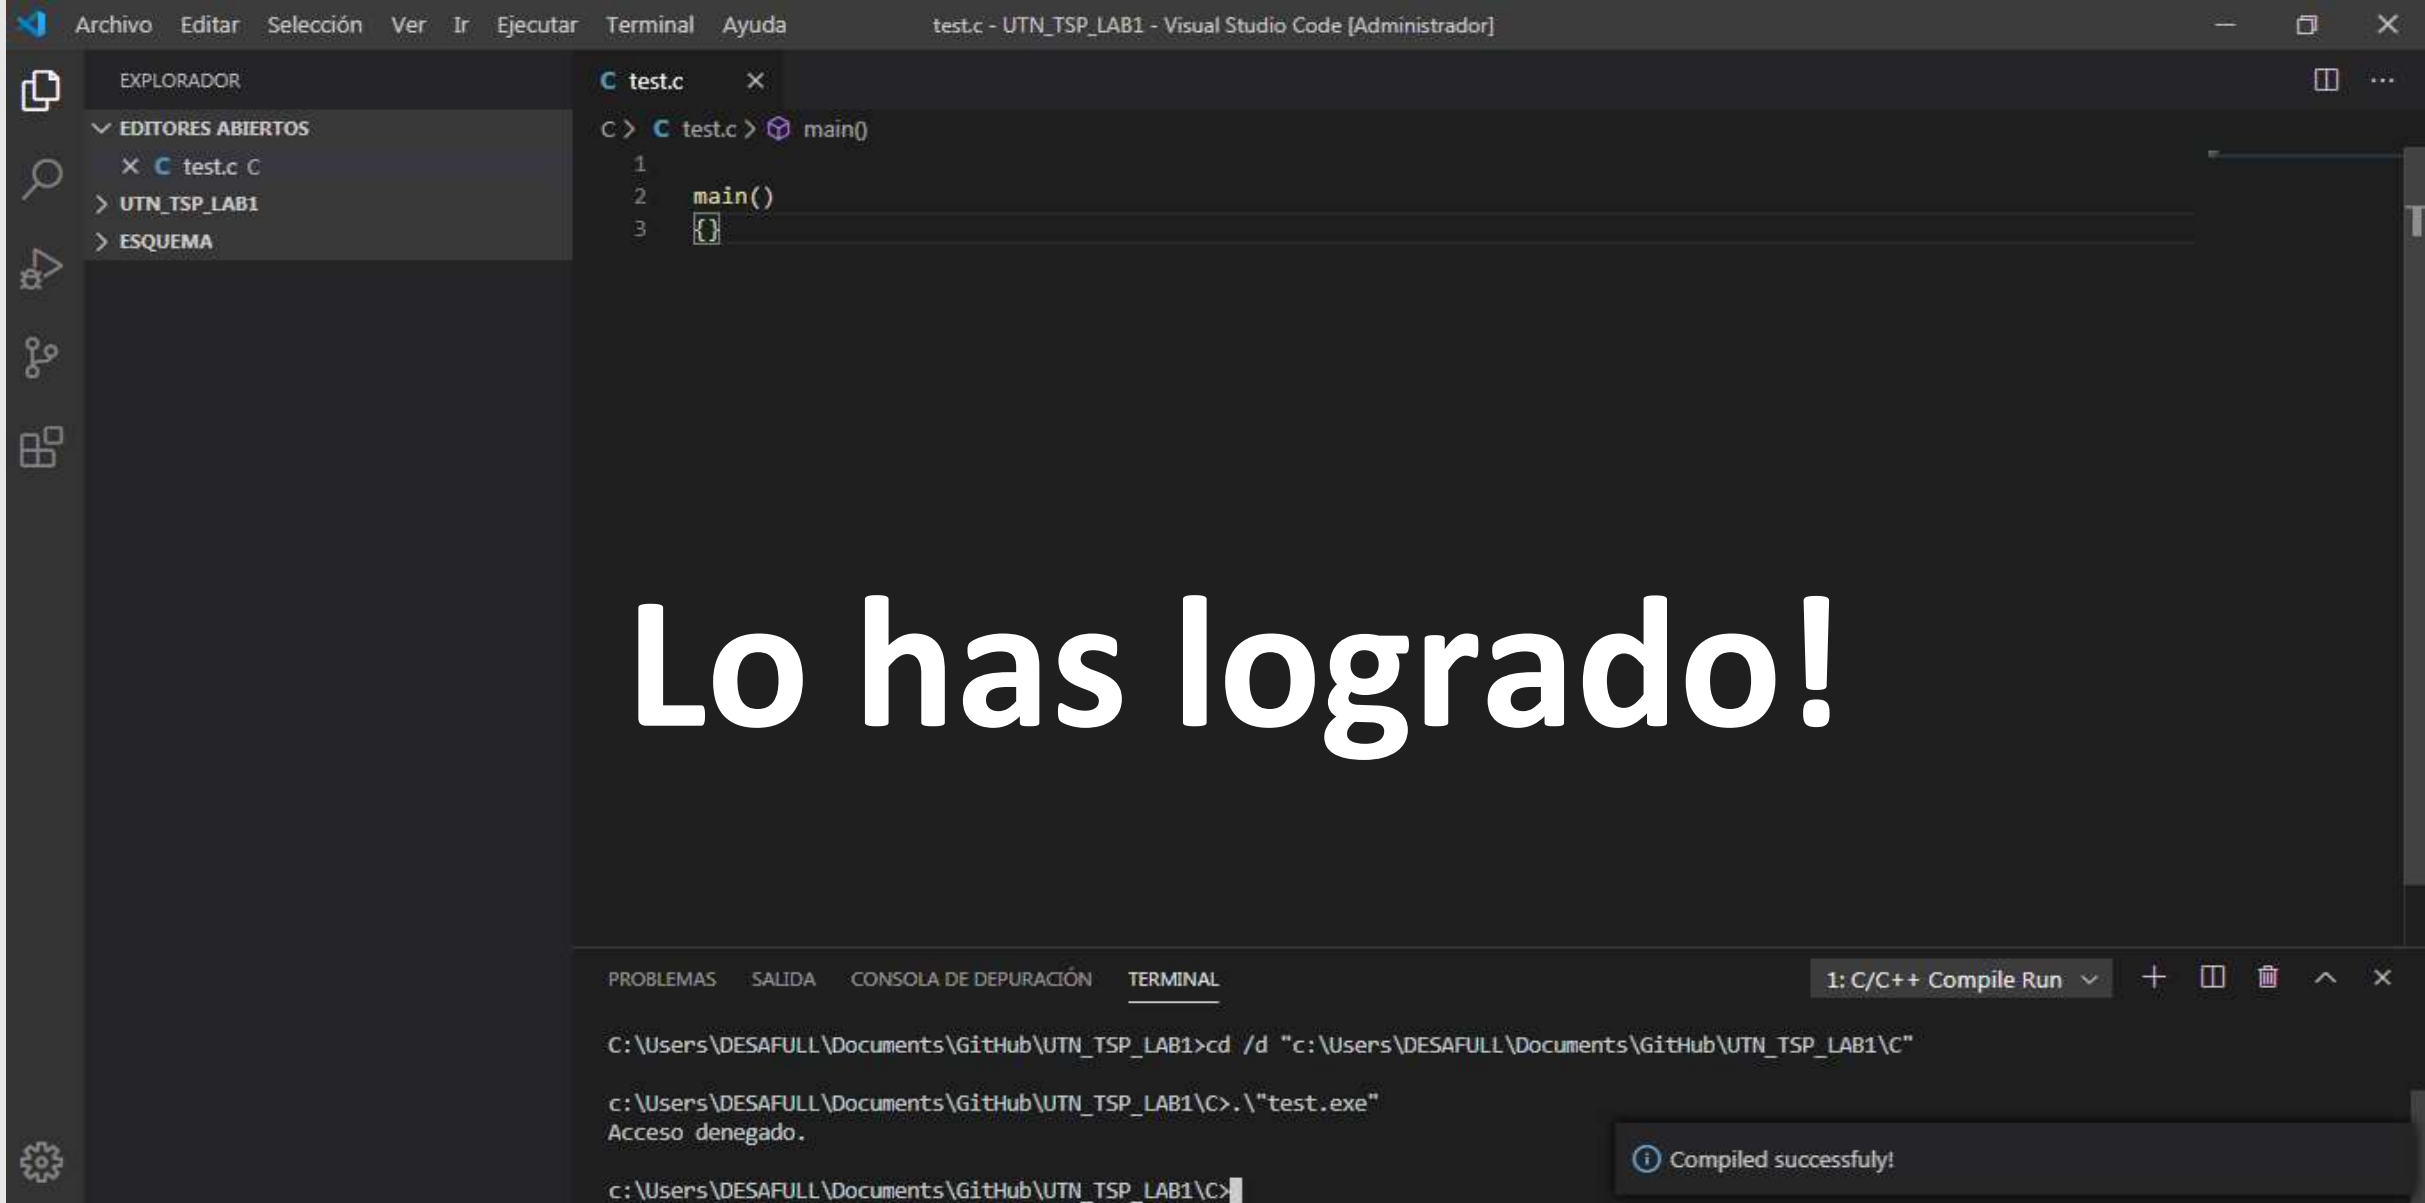 Archivo Editar Selección Ver Ir Ejecutar Terminal Ayuda test.c - UTN_TSP_LAB1 - Visual Studio Code [Administrador]
EXPLORADOR
EDITORES ABIERTOS
C test.c C
UTN_TSP_LAB1
ESQUEMA
C test.c
C > C test.c > main()
1
2 main()
3 {}
Lo has logrado!
PROBLEMAS SALIDA CONSOLA DE DEPURACIÓN TERMINAL 1: C/C++ Compile Run
C:\Users\DESAFULL\Documents\GitHub\UTN_TSP_LAB1>cd /d "c:\Users\DESAFULL\Documents\GitHub\UTN_TSP_LAB1\C"
c:\Users\DESAFULL\Documents\GitHub\UTN_TSP_LAB1\C>.\"test.exe"
Acceso denegado.
c:\Users\DESAFULL\Documents\GitHub\UTN_TSP_LAB1\C>
Compiled successfuly!